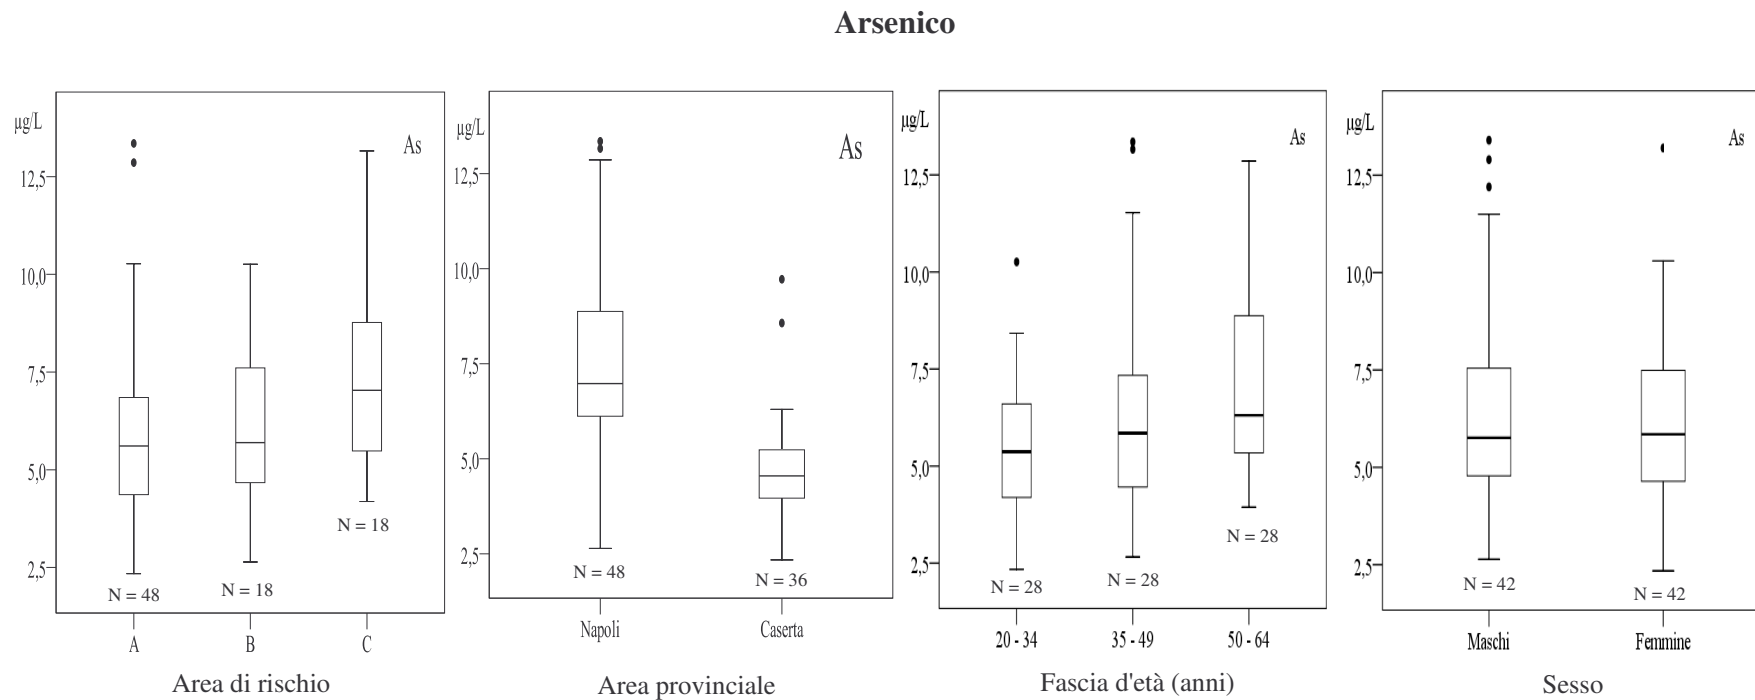 Arsenico
µg/L
As
12,5
10,0
7,5
5,0
2,5
N = 48
N = 18
N = 18
A
B
C
Area di rischio
µg/L
As
12,5
10,0
7,5
5,0
2,5
N = 48
N = 36
Napoli
Caserta
Area provinciale
µg/L
As
12,5
10,0
7,5
5,0
2,5
N = 28
N = 28
N = 28
20 - 34
35 - 49
50 - 64
Fascia d'età (anni)
µg/L
As
12,5
10,0
7,5
5,0
2,5
N = 42
N = 42
Maschi
Femmine
Sesso